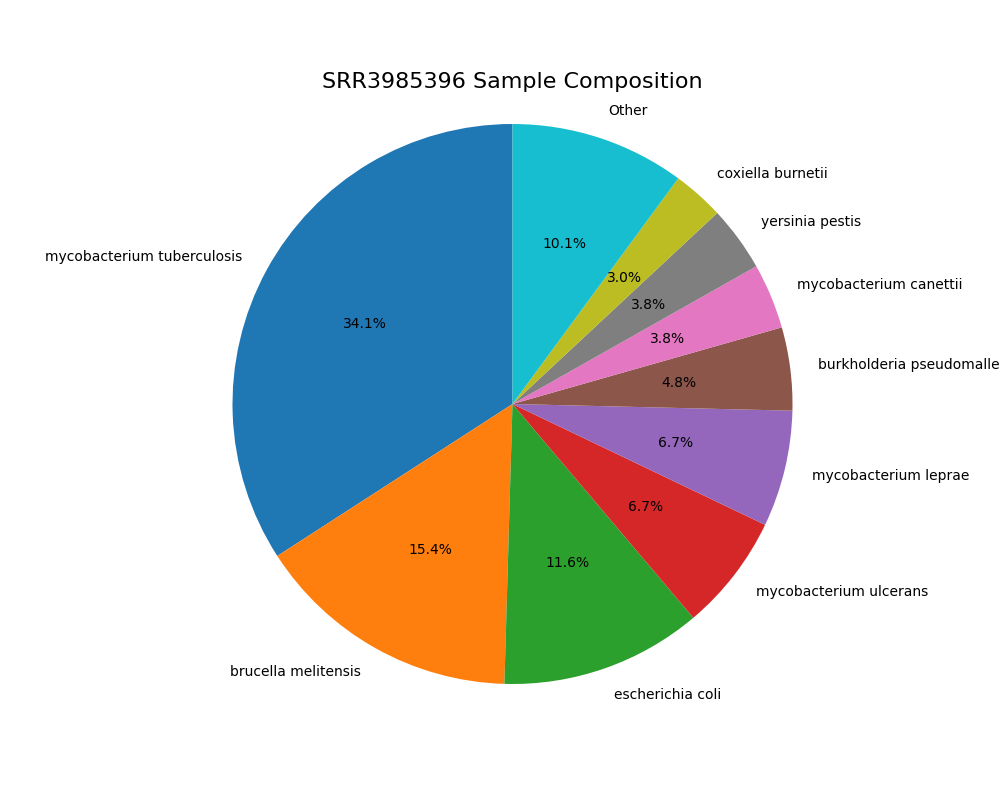 SRR3985396 Sample Composition
Other
coxiella burnetii
yersinia pestis
mycobacterium canettii
burkholderia pseudomalle
mycobacterium leprae
mycobacterium ulcerans
escherichia coli
brucella melitensis
mycobacterium tuberculosis
10.1%
3.0%
3.8%
3.8%
4.8%
6.7%
6.7%
11.6%
15.4%
34.1%